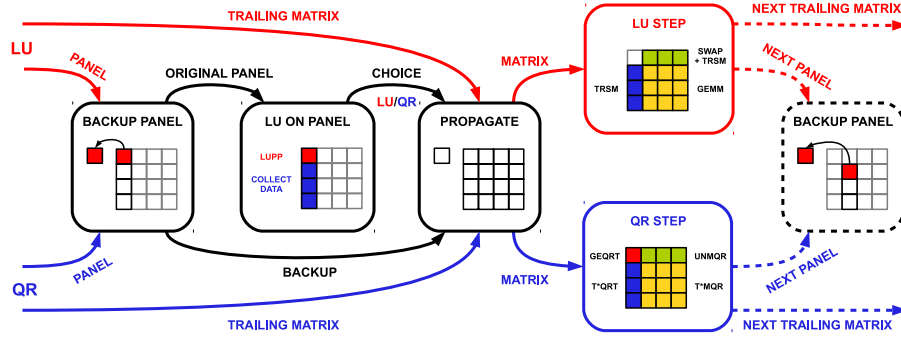 TRAILING MATRIX
LU
PANEL
ORIGINAL PANEL
CHOICE
LU/QR
MATRIX
LU STEP
SWAP
+ TRSM
TRSM
GEMM
NEXT TRAILING MATRIX
NEXT PANEL
BACKUP PANEL
LU ON PANEL
LUPP
COLLECT
DATA
PROPAGATE
BACKUP PANEL
QR
PANEL
BACKUP
TRAILING MATRIX
MATRIX
QR STEP
GEQRT
UNMQR
T*QRT
T*MQR
NEXT PANEL
NEXT TRAILING MATRIX